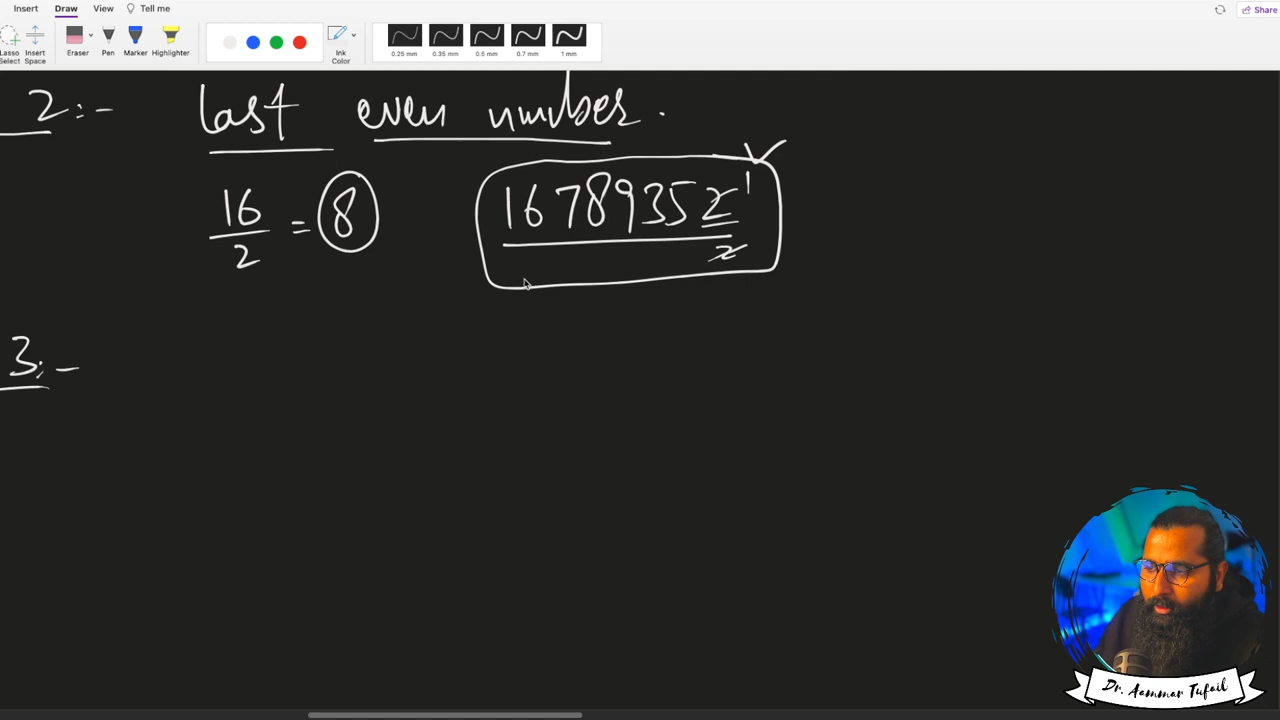 Insert Draw View Tell me Share
Lasso Select Insert Space Eraser Pen Marker Highlighter Ink Color 0.25 mm 0.35 mm 0.5 mm 0.7 mm 1 mm
2:- last even number.
16/2 = 8 16789352 1
2
3:-
Dr. Aammar Tufail